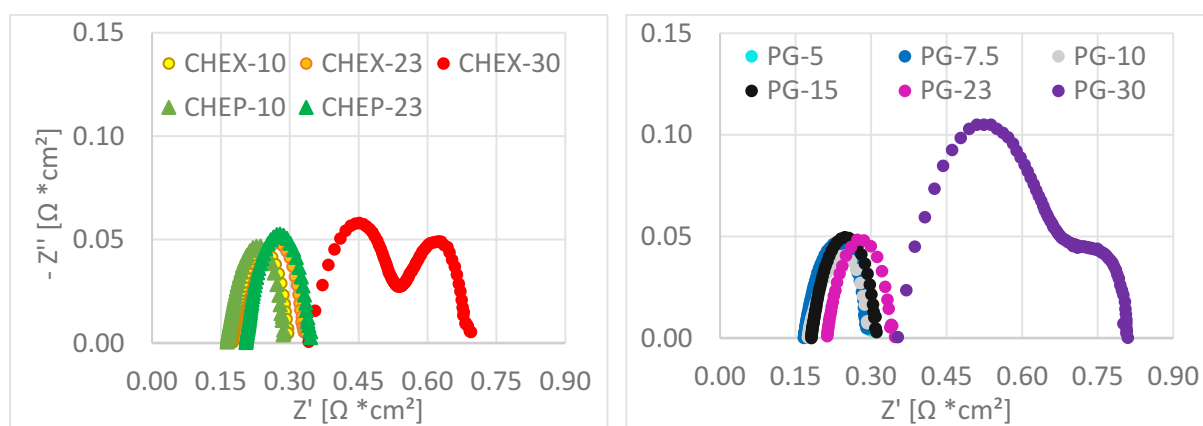 0.15
CHEX-10 CHEX-23 CHEX-30
CHEP-10 CHEP-23
0.10
0.05
0.00
- Z'' [Ω *cm²]
0.00 0.15 0.30 0.45 0.60 0.75 0.90
Z' [Ω *cm²]
0.15
PG-5 PG-7.5 PG-10
PG-15 PG-23 PG-30
0.10
0.05
0.00
0.00 0.15 0.30 0.45 0.60 0.75 0.90
Z' [Ω *cm²]